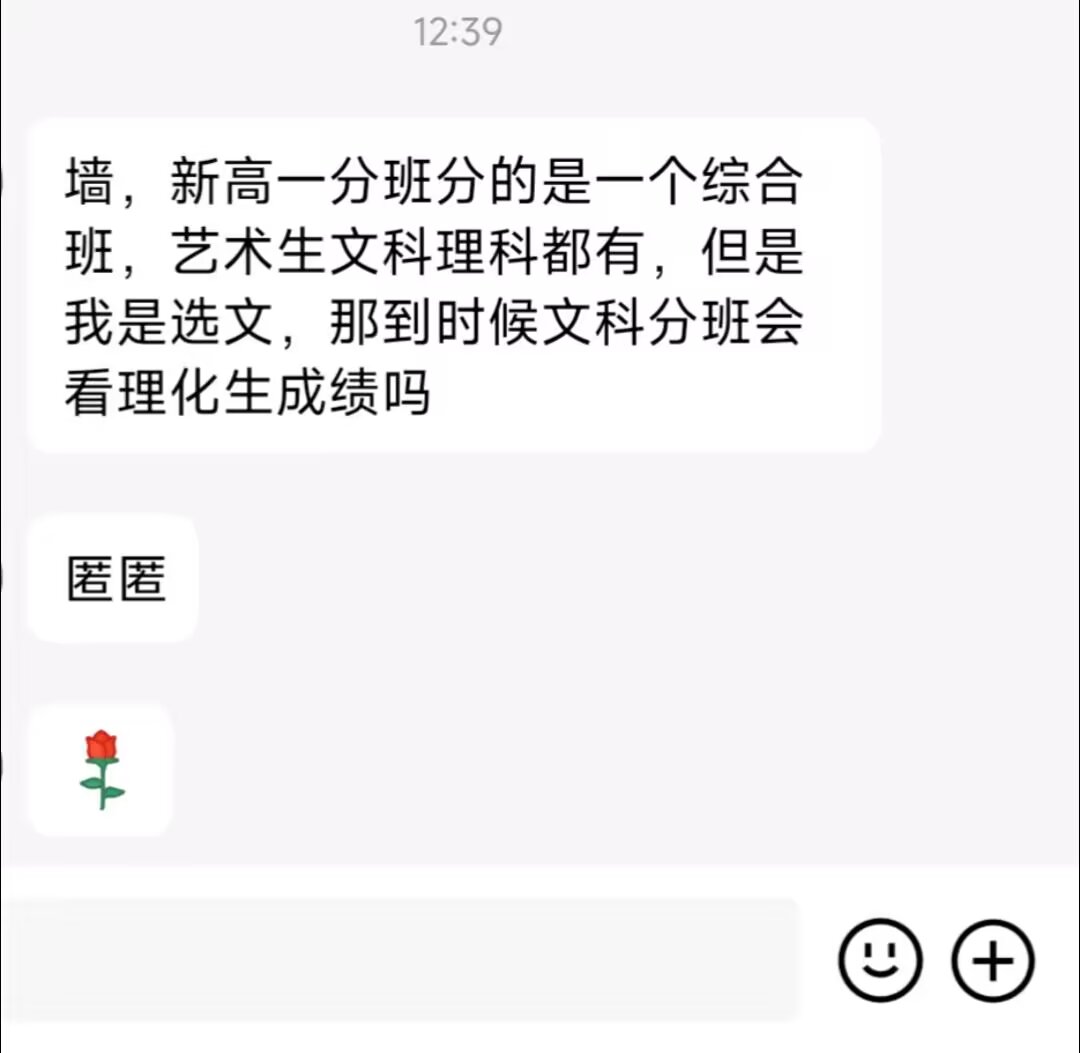 12:39
墙，新高一分班分的是一个综合
班，艺术生文科理科都有，但是
我是选文，那到时候文科分班会
看理化生成绩吗
匿匿